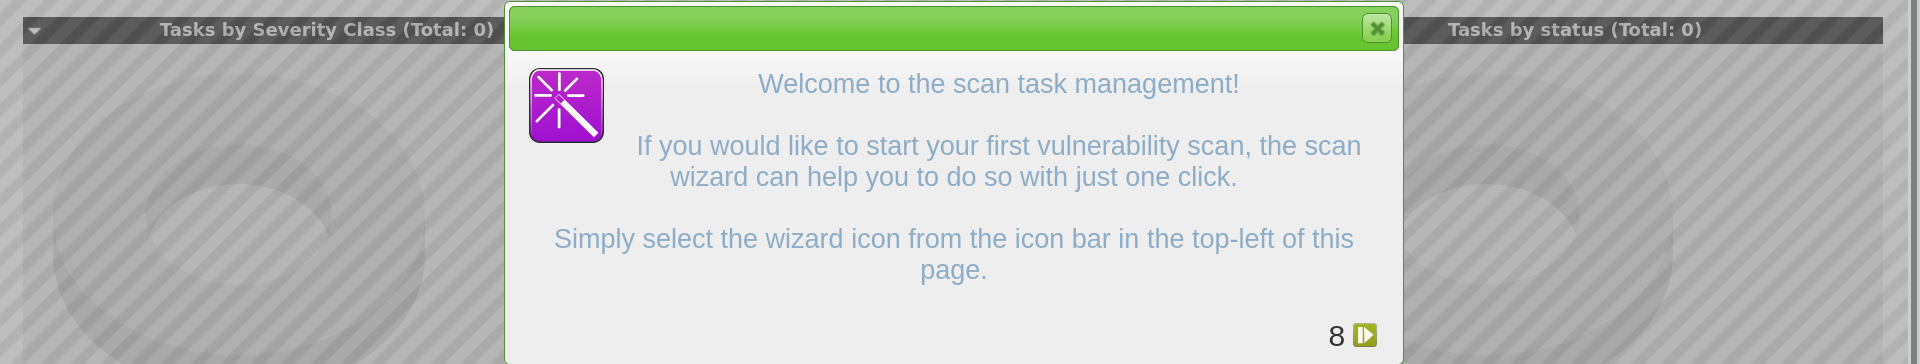 Tasks by Severity Class (Total: 0)
Tasks by status (Total: 0)
Welcome to the scan task management!
If you would like to start your first vulnerability scan, the scan
wizard can help you to do so with just one click.
Simply select the wizard icon from the icon bar in the top-left of this
page.
8